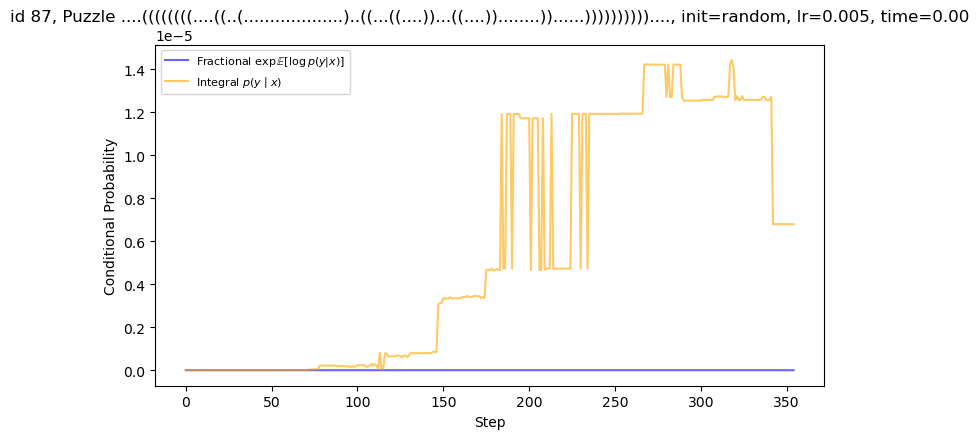 id 87, Puzzle ....((((((((....((..(....................)..((...((....))...((....))........))......))))))))))...., init=random, lr=0.005, time=0.00
1e−5
Fractional exp𝔼[log p(y|x)]
Integral p(y | x)
1.4
1.2
1.0
0.8
0.6
0.4
0.2
0.0
Conditional Probability
0 50 100 150 200 250 300 350
Step